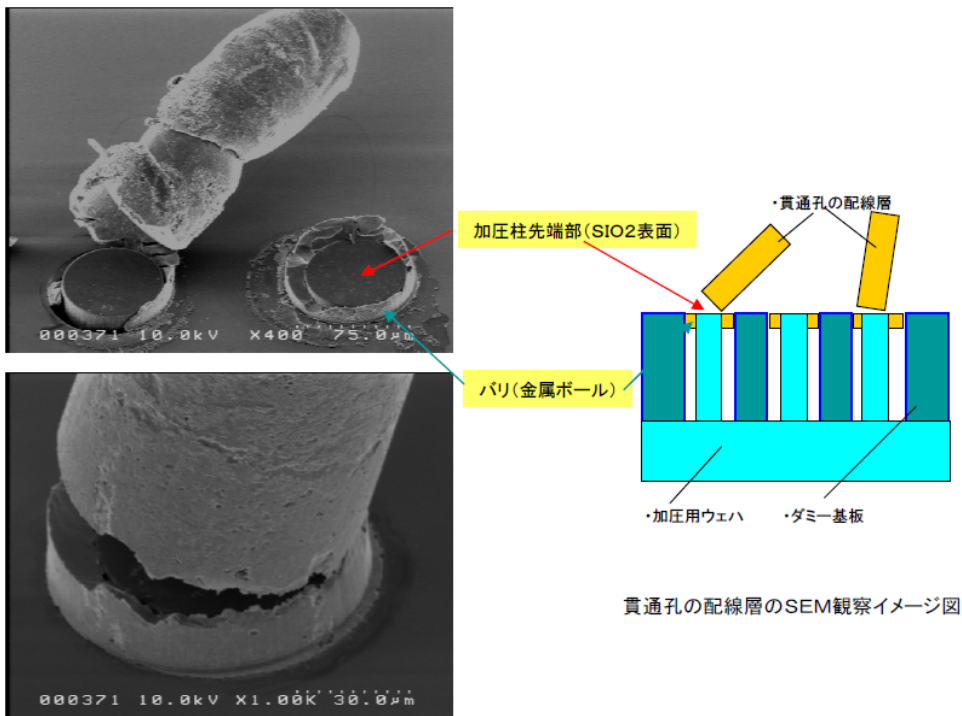 000371 10.0kV X400 75.0μm
加圧柱先端部(SIO2表面)
バリ(金属ボール)
・貫通孔の配線層
・加圧用ウェハ
・ダミー基板
貫通孔の配線層のSEM観察イメージ図
000371 10.0kV X1.00K 30.0μm